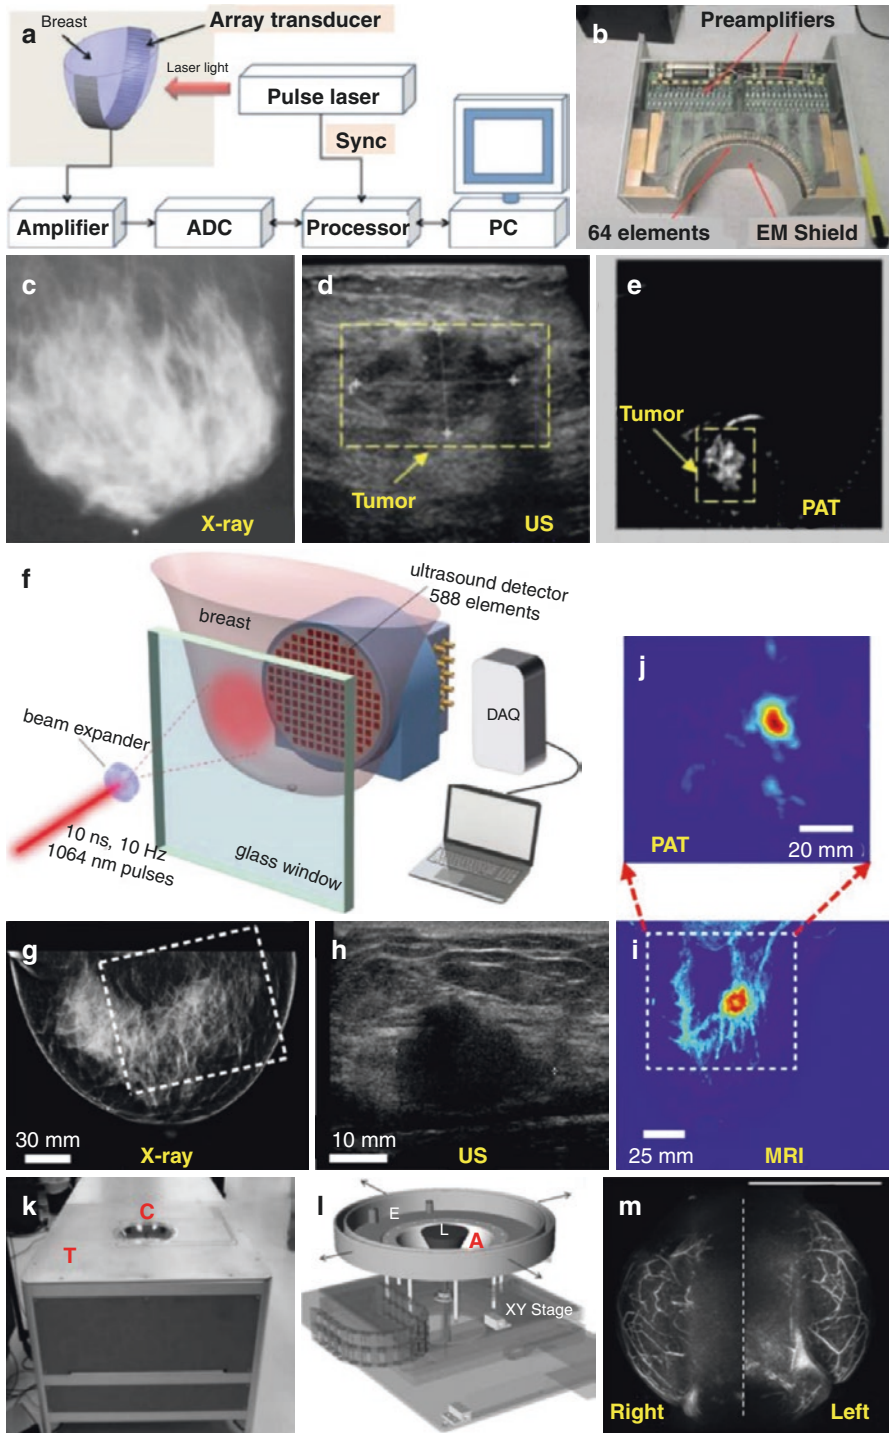 a
Breast
Array transducer
Laser light
Pulse laser
Sync
Amplifier
ADC
Processor
PC
b
Preamplifiers
64 elements
EM Shield
c
X-ray
d
Tumor
US
e
Tumor
PAT
f
breast
ultrasound detector
588 elements
beam expander
DAQ
10 ns, 10 Hz
1064 nm pulses
glass window
j
PAT
20 mm
g
30 mm
X-ray
h
10 mm
US
i
25 mm
MRI
k
C
T
l
E
L
A
XY Stage
m
Right
Left